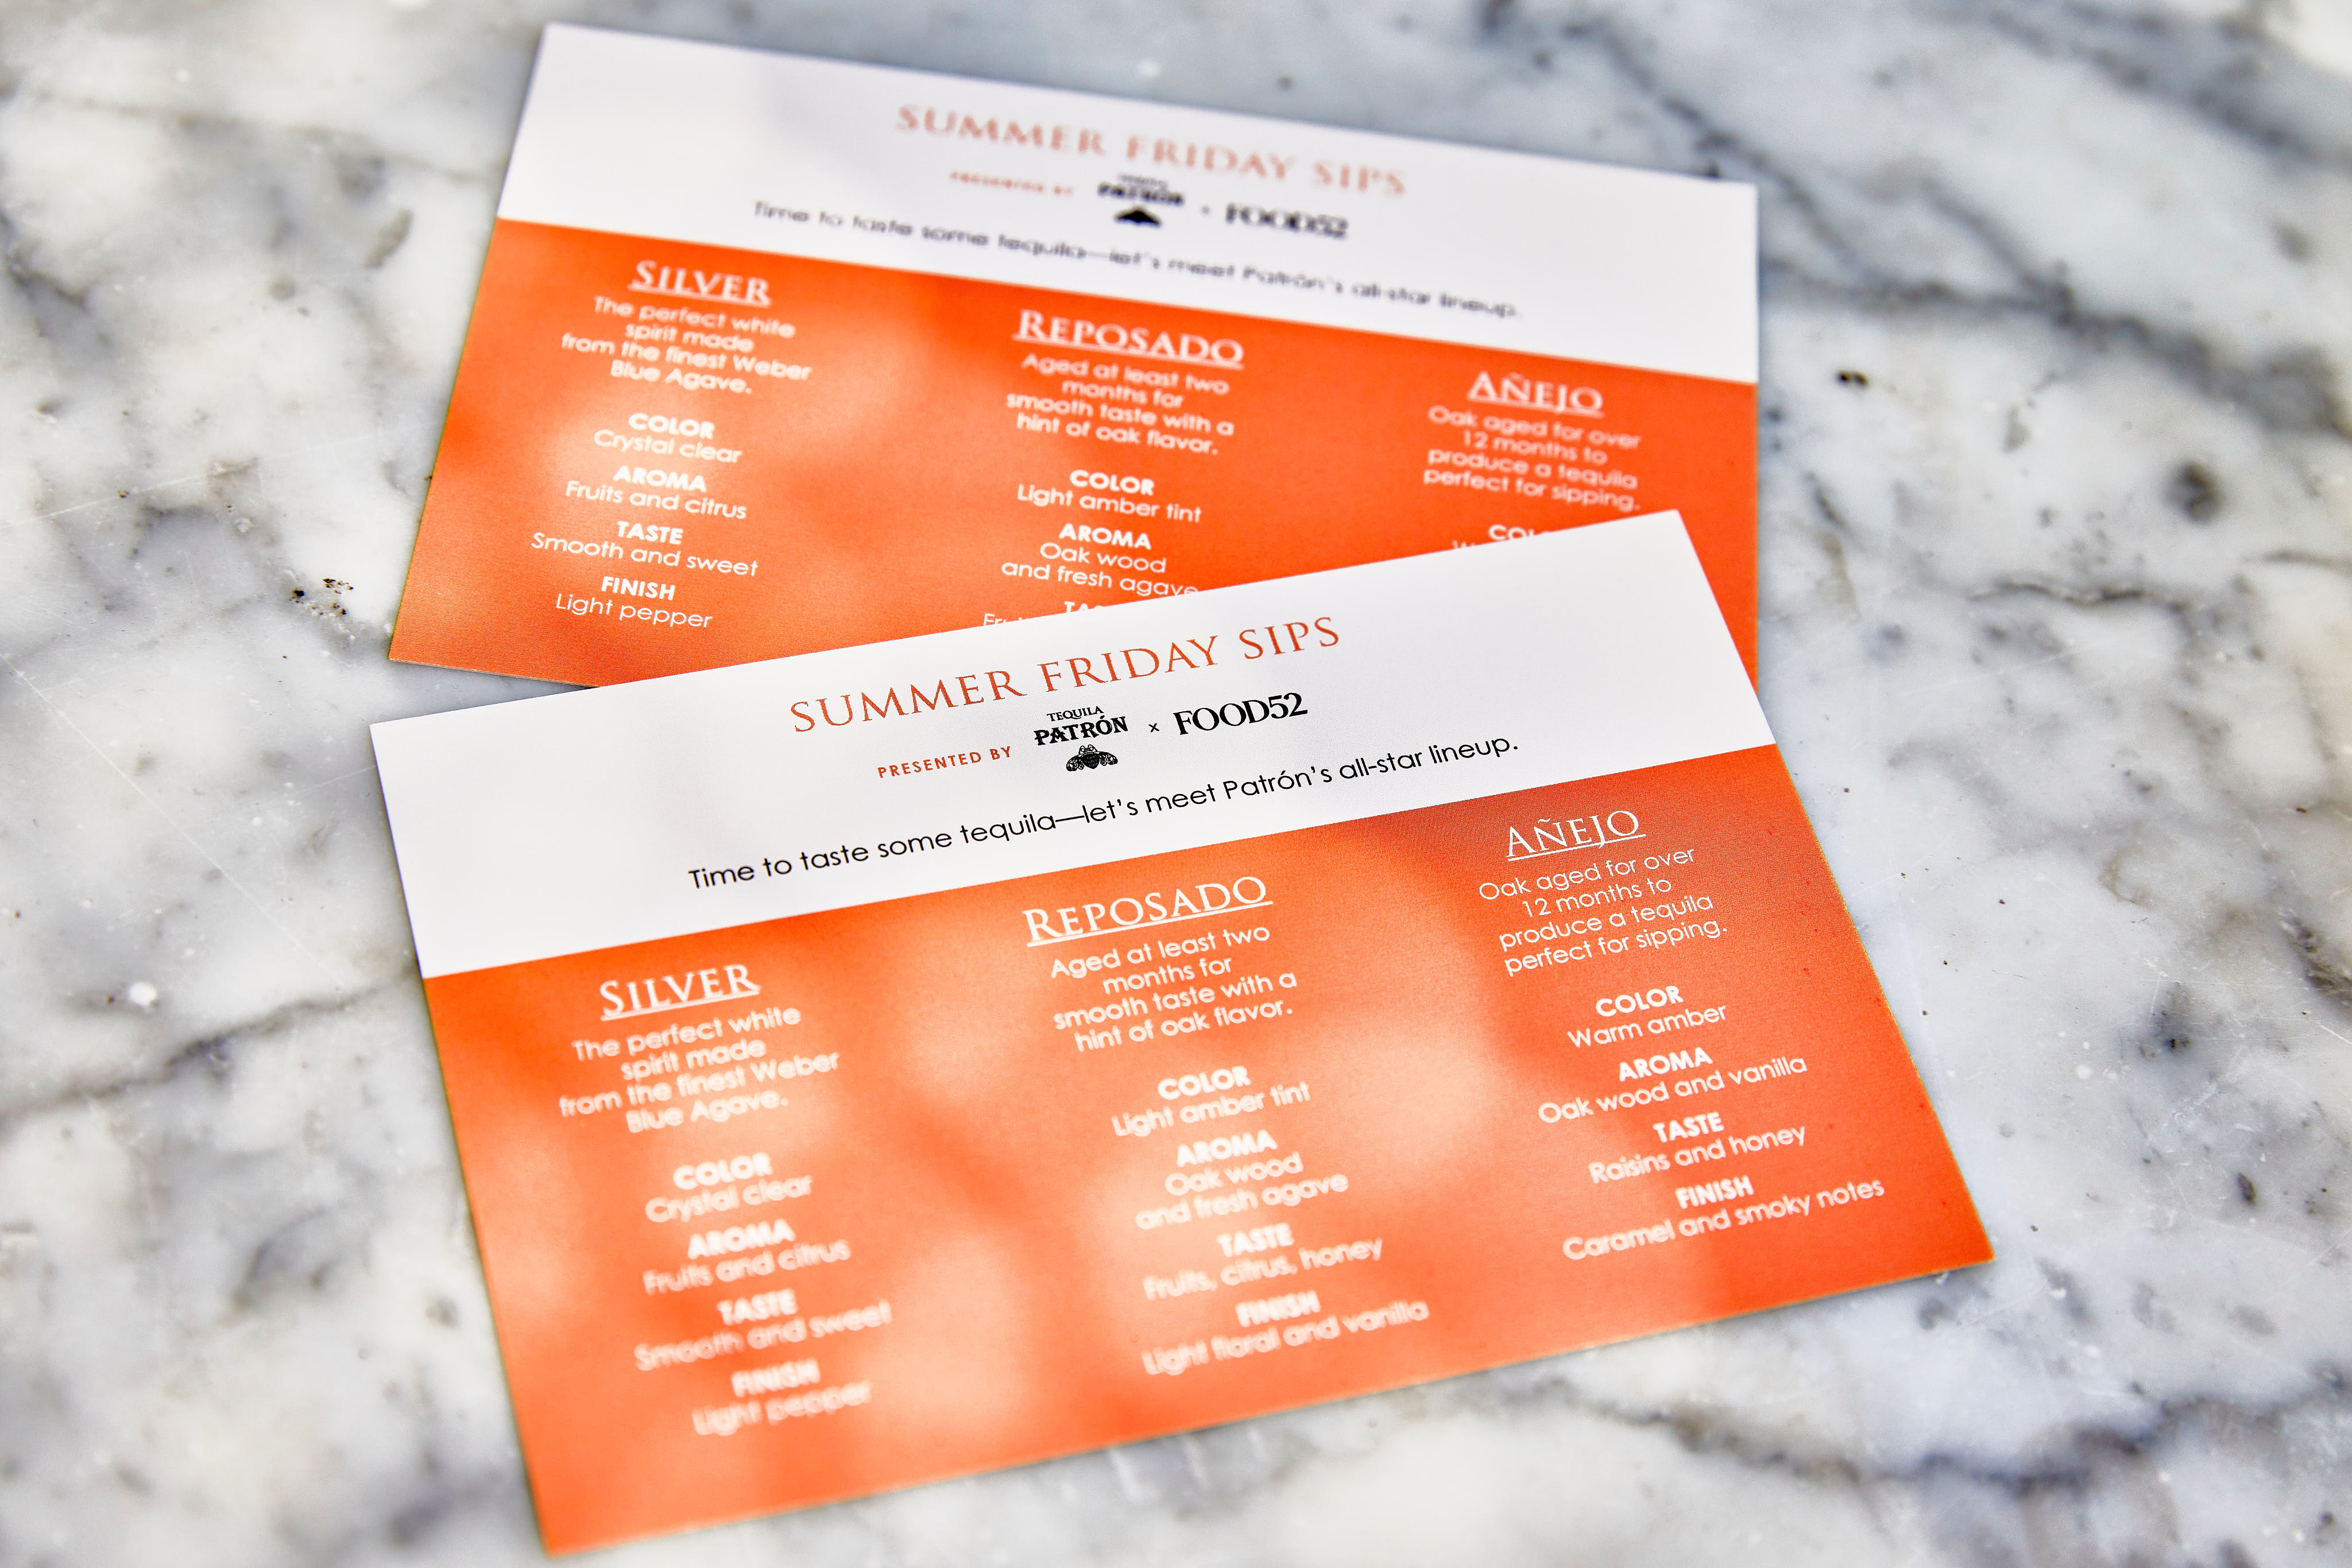 SUMMER FRIDAY SIPS
PRESENTED BY TEQUILA PATRÓN x FOOD52
Time to taste some tequila—let's meet Patrón's all-star lineup.
SILVER
The perfect white
spirit made
from the finest Weber
Blue Agave.
COLOR
Crystal clear
AROMA
Fruits and citrus
TASTE
Smooth and sweet
FINISH
Light pepper
REPOSADO
Aged at least two
months for
smooth taste with a
hint of oak flavor.
COLOR
Light amber tint
AROMA
Oak wood
and fresh agave
AÑEJO
Oak aged for over
12 months to
produce a tequila
perfect for sipping.
SUMMER FRIDAY SIPS
PRESENTED BY TEQUILA PATRÓN x FOOD52
Time to taste some tequila—let's meet Patrón's all-star lineup.
SILVER
The perfect white
spirit made
from the finest Weber
Blue Agave.
COLOR
Crystal clear
AROMA
Fruits and citrus
TASTE
Smooth and sweet
FINISH
Light pepper
REPOSADO
Aged at least two
months for
smooth taste with a
hint of oak flavor.
COLOR
Light amber tint
AROMA
Oak wood
and fresh agave
TASTE
Fruits, citrus, honey
FINISH
Light floral and vanilla
AÑEJO
Oak aged for over
12 months to
produce a tequila
perfect for sipping.
COLOR
Warm amber
AROMA
Oak wood and vanilla
TASTE
Raisins and honey
FINISH
Caramel and smoky notes